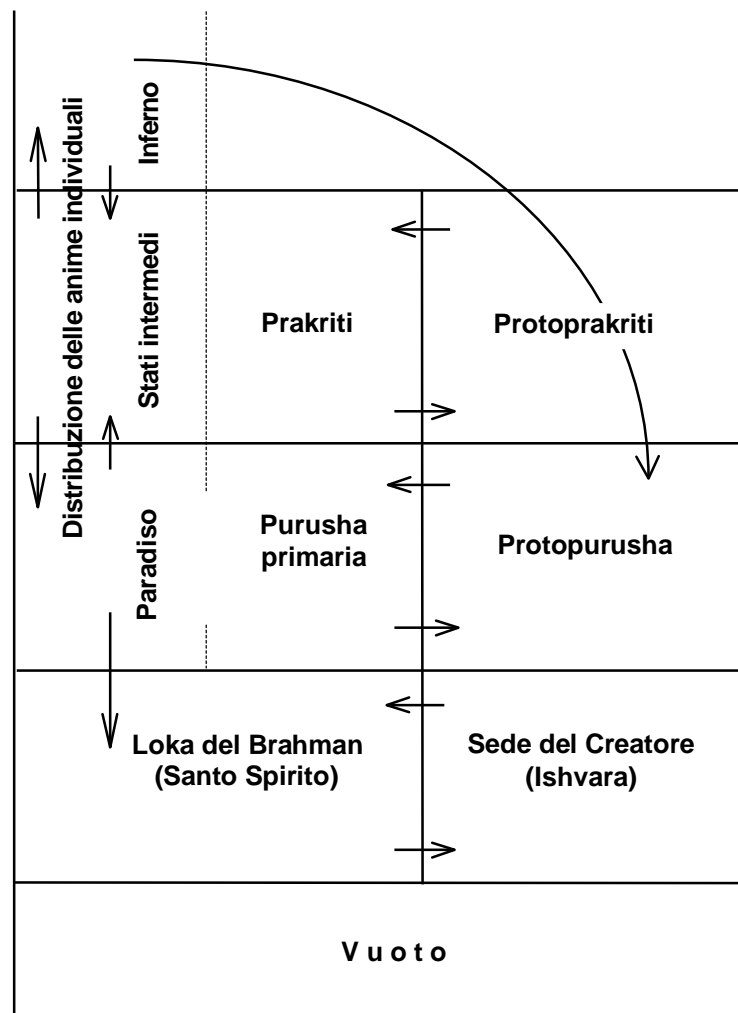 Distribuzione delle anime individuali
Inferno
Stati intermedi
Paradiso
Prakriti
Protoprakriti
Purusha
primaria
Protopurusha
Loka del Brahman
(Santo Spirito)
Sede del Creatore
(Ishvara)
V u o t o